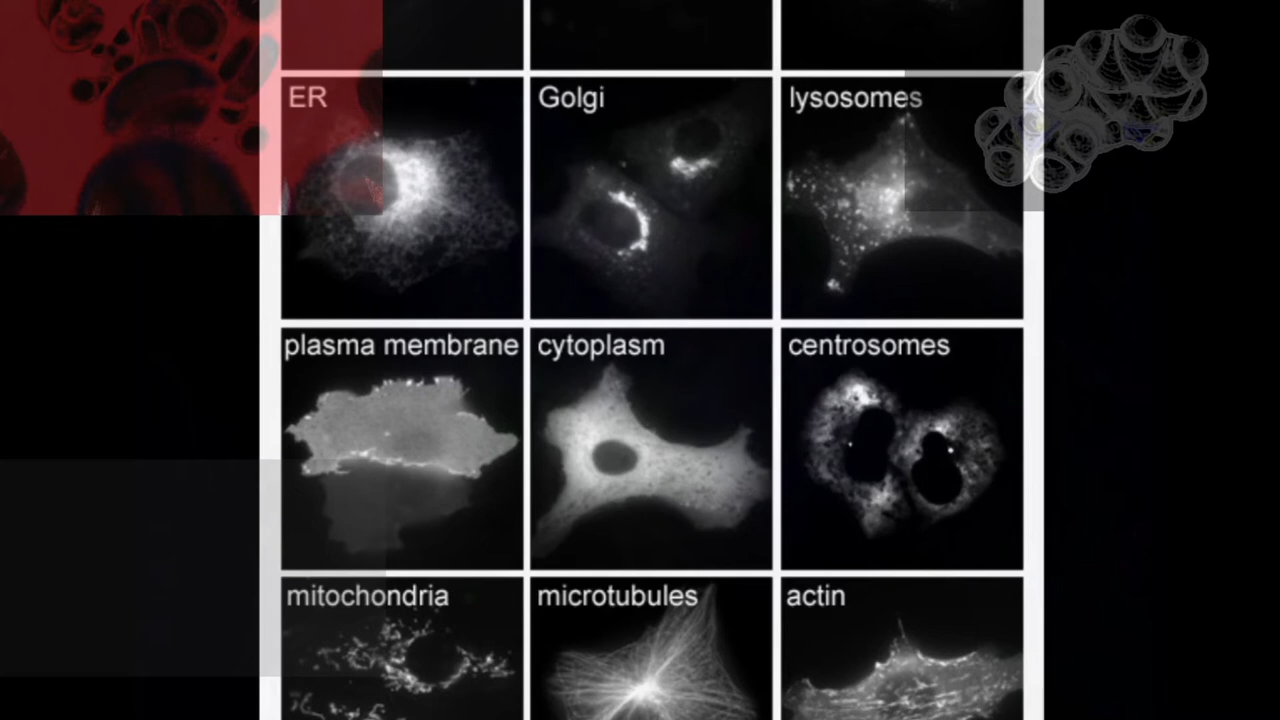 ER
Golgi
lysosomes
plasma membrane
cytoplasm
centrosomes
mitochondria
microtubules
actin